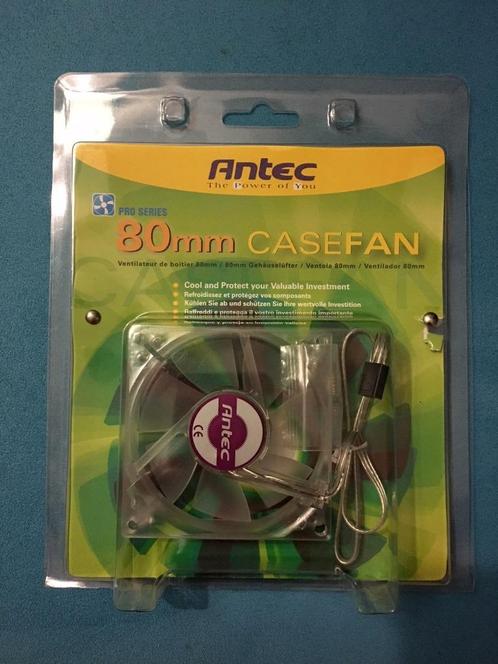 Antec
The Power of You
PRO SERIES
80mm CASEFAN
Ventilateur de boîtier 80mm / 80mm Gehäuselüfter / Ventola 80mm / Ventilador 80mm
• Cool and Protect your Valuable Investment
• Refroidissez et protégez vos composants
• Kühlen Sie ab und schützen Sie Ihre wertvolle Investition
• Raffreddi e protegga il vostro investimento importante
Antec
CE